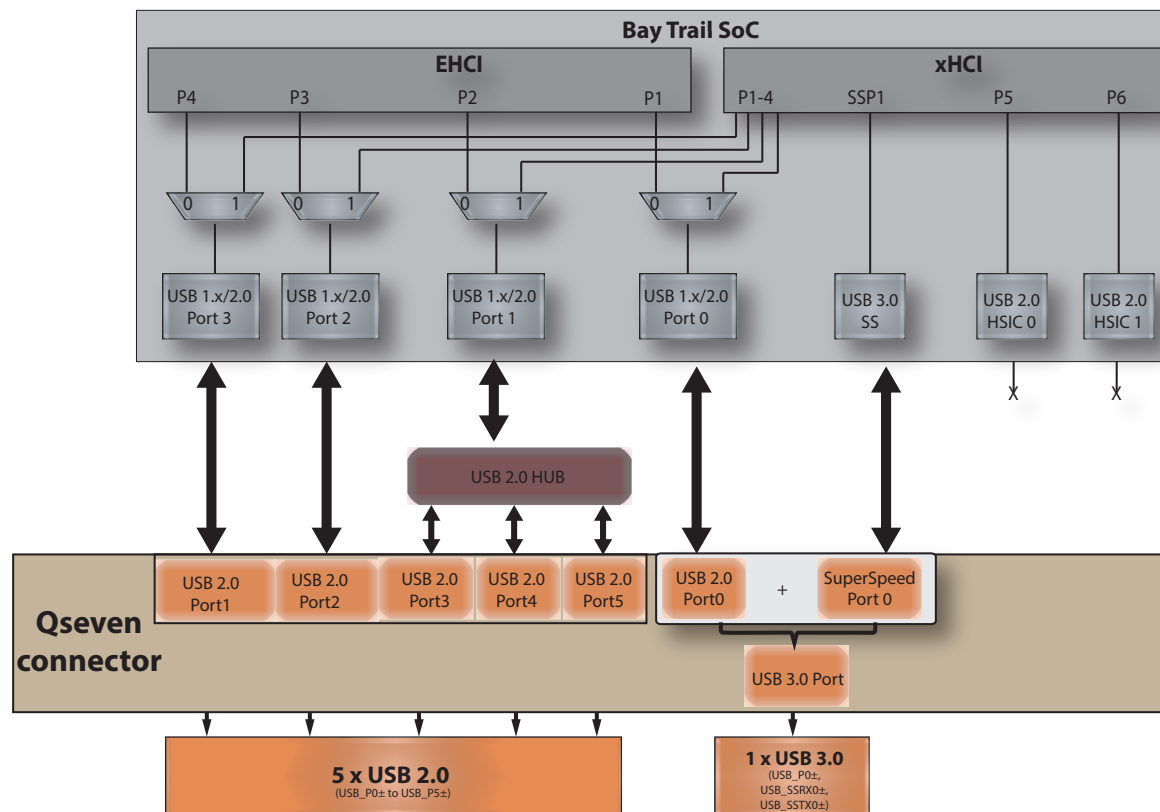 Bay Trail SoC
EHCI
xHCI
P4
P3
P2
P1
P1-4
SSP1
P5
P6
0
1
0
1
0
1
0
1
USB 1.x/2.0
Port 3
USB 1.x/2.0
Port 2
USB 1.x/2.0
Port 1
USB 1.x/2.0
Port 0
USB 3.0
SS
USB 2.0
HSIC 0
USB 2.0
HSIC 1
X
X
USB 2.0 HUB
Qseven
connector
USB 2.0
Port1
USB 2.0
Port2
USB 2.0
Port3
USB 2.0
Port4
USB 2.0
Port5
USB 2.0
Port0
+
SuperSpeed
Port 0
USB 3.0 Port
5 x USB 2.0
(USB_P0± to USB_P5±)
1 x USB 3.0
(USB_P0±,
USB_SSRX0±,
USB_SSTX0±)